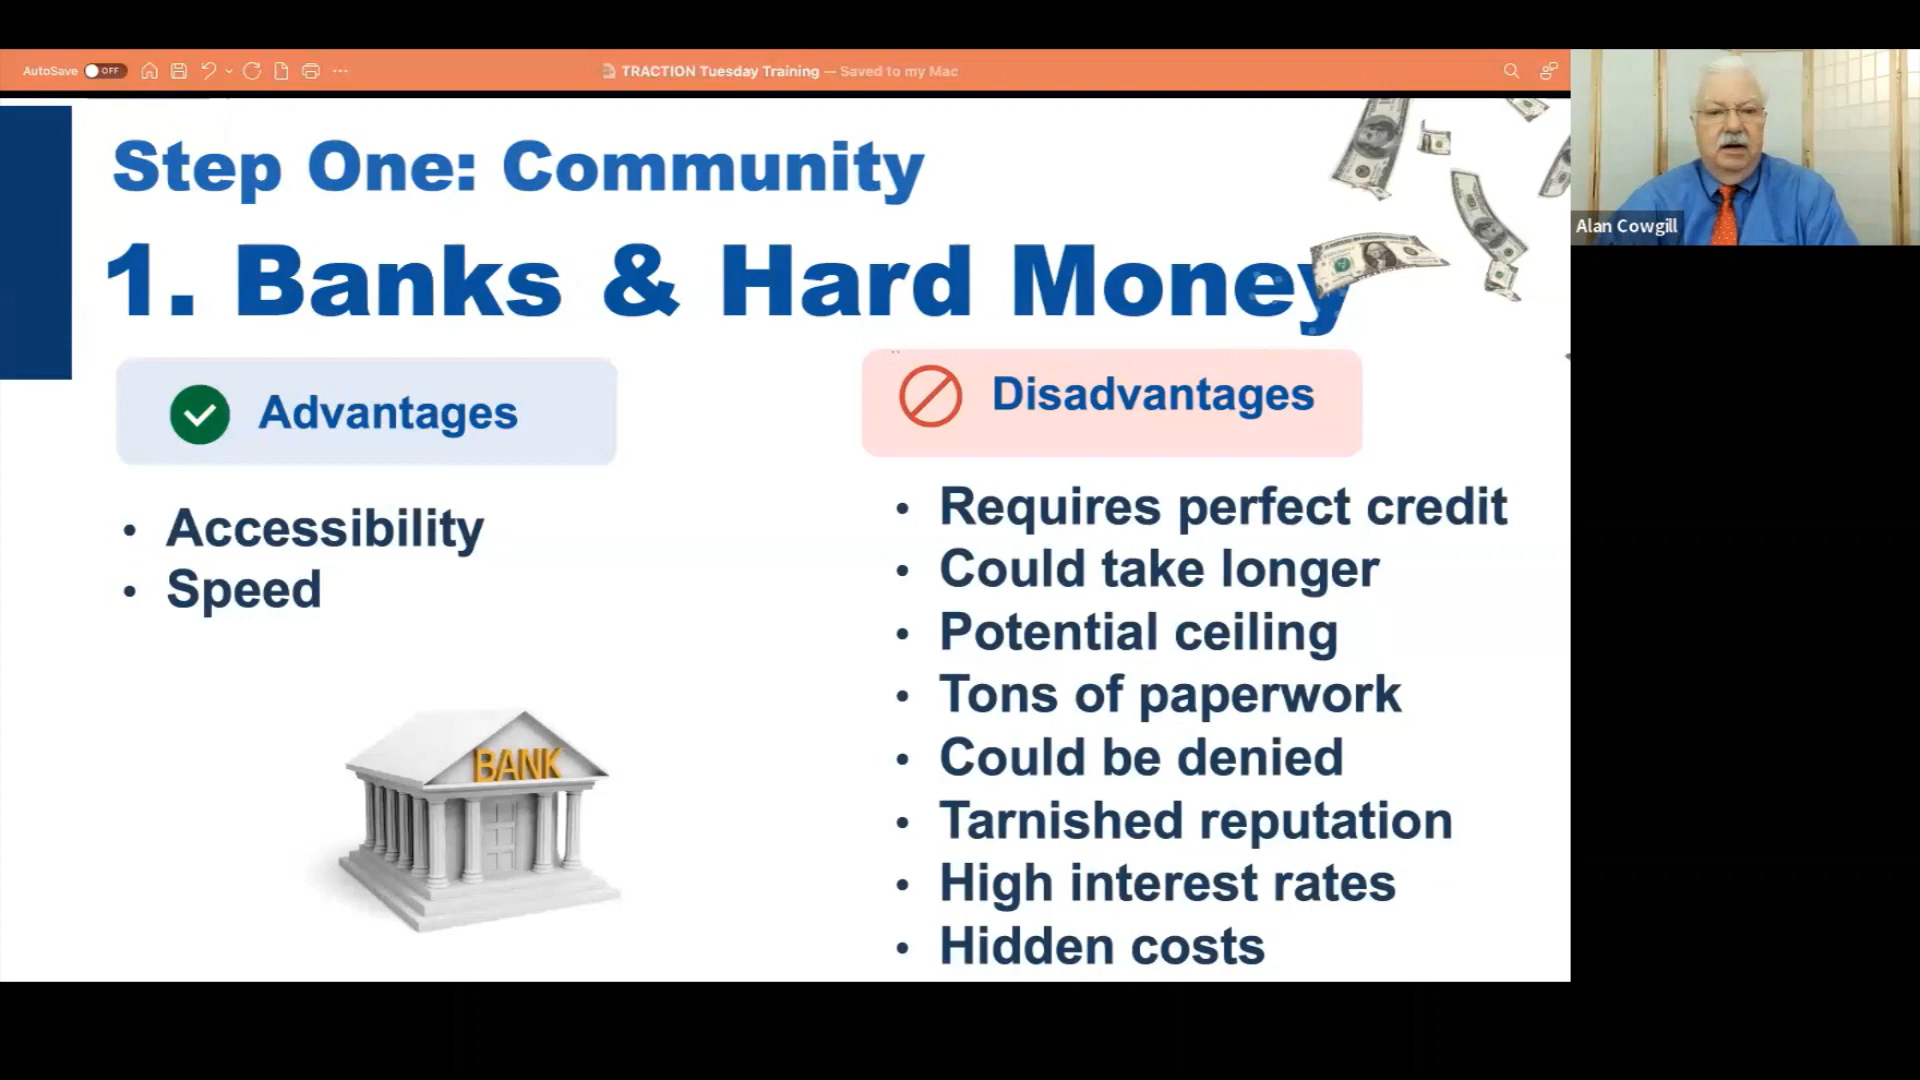 AutoSave OFF
TRACTION Tuesday Training — Saved to my Mac
Alan Cowgill
Step One: Community
1. Banks & Hard Money
Advantages
Accessibility
Speed
BANK
Disadvantages
Requires perfect credit
Could take longer
Potential ceiling
Tons of paperwork
Could be denied
Tarnished reputation
High interest rates
Hidden costs